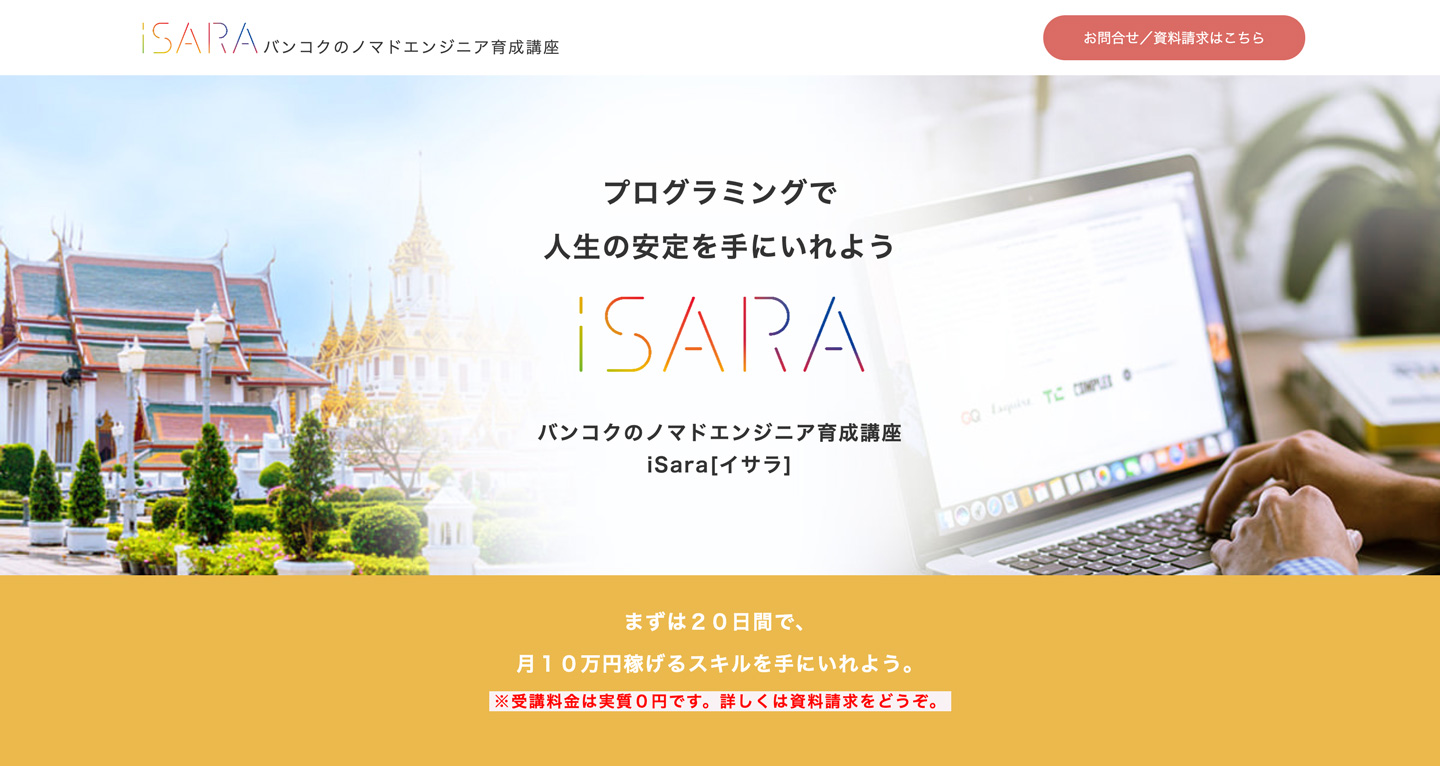 iSARA バンコクのノマドエンジニア育成講座
お問合せ／資料請求はこちら
プログラミングで
人生の安定を手にいれよう
iSARA
バンコクのノマドエンジニア育成講座
iSara[イサラ]
GQ Esquire. TC COMPLEX
まずは２０日間で、
月１０万円稼げるスキルを手にいれよう。
※受講料金は実質０円です。詳しくは資料請求をどうぞ。